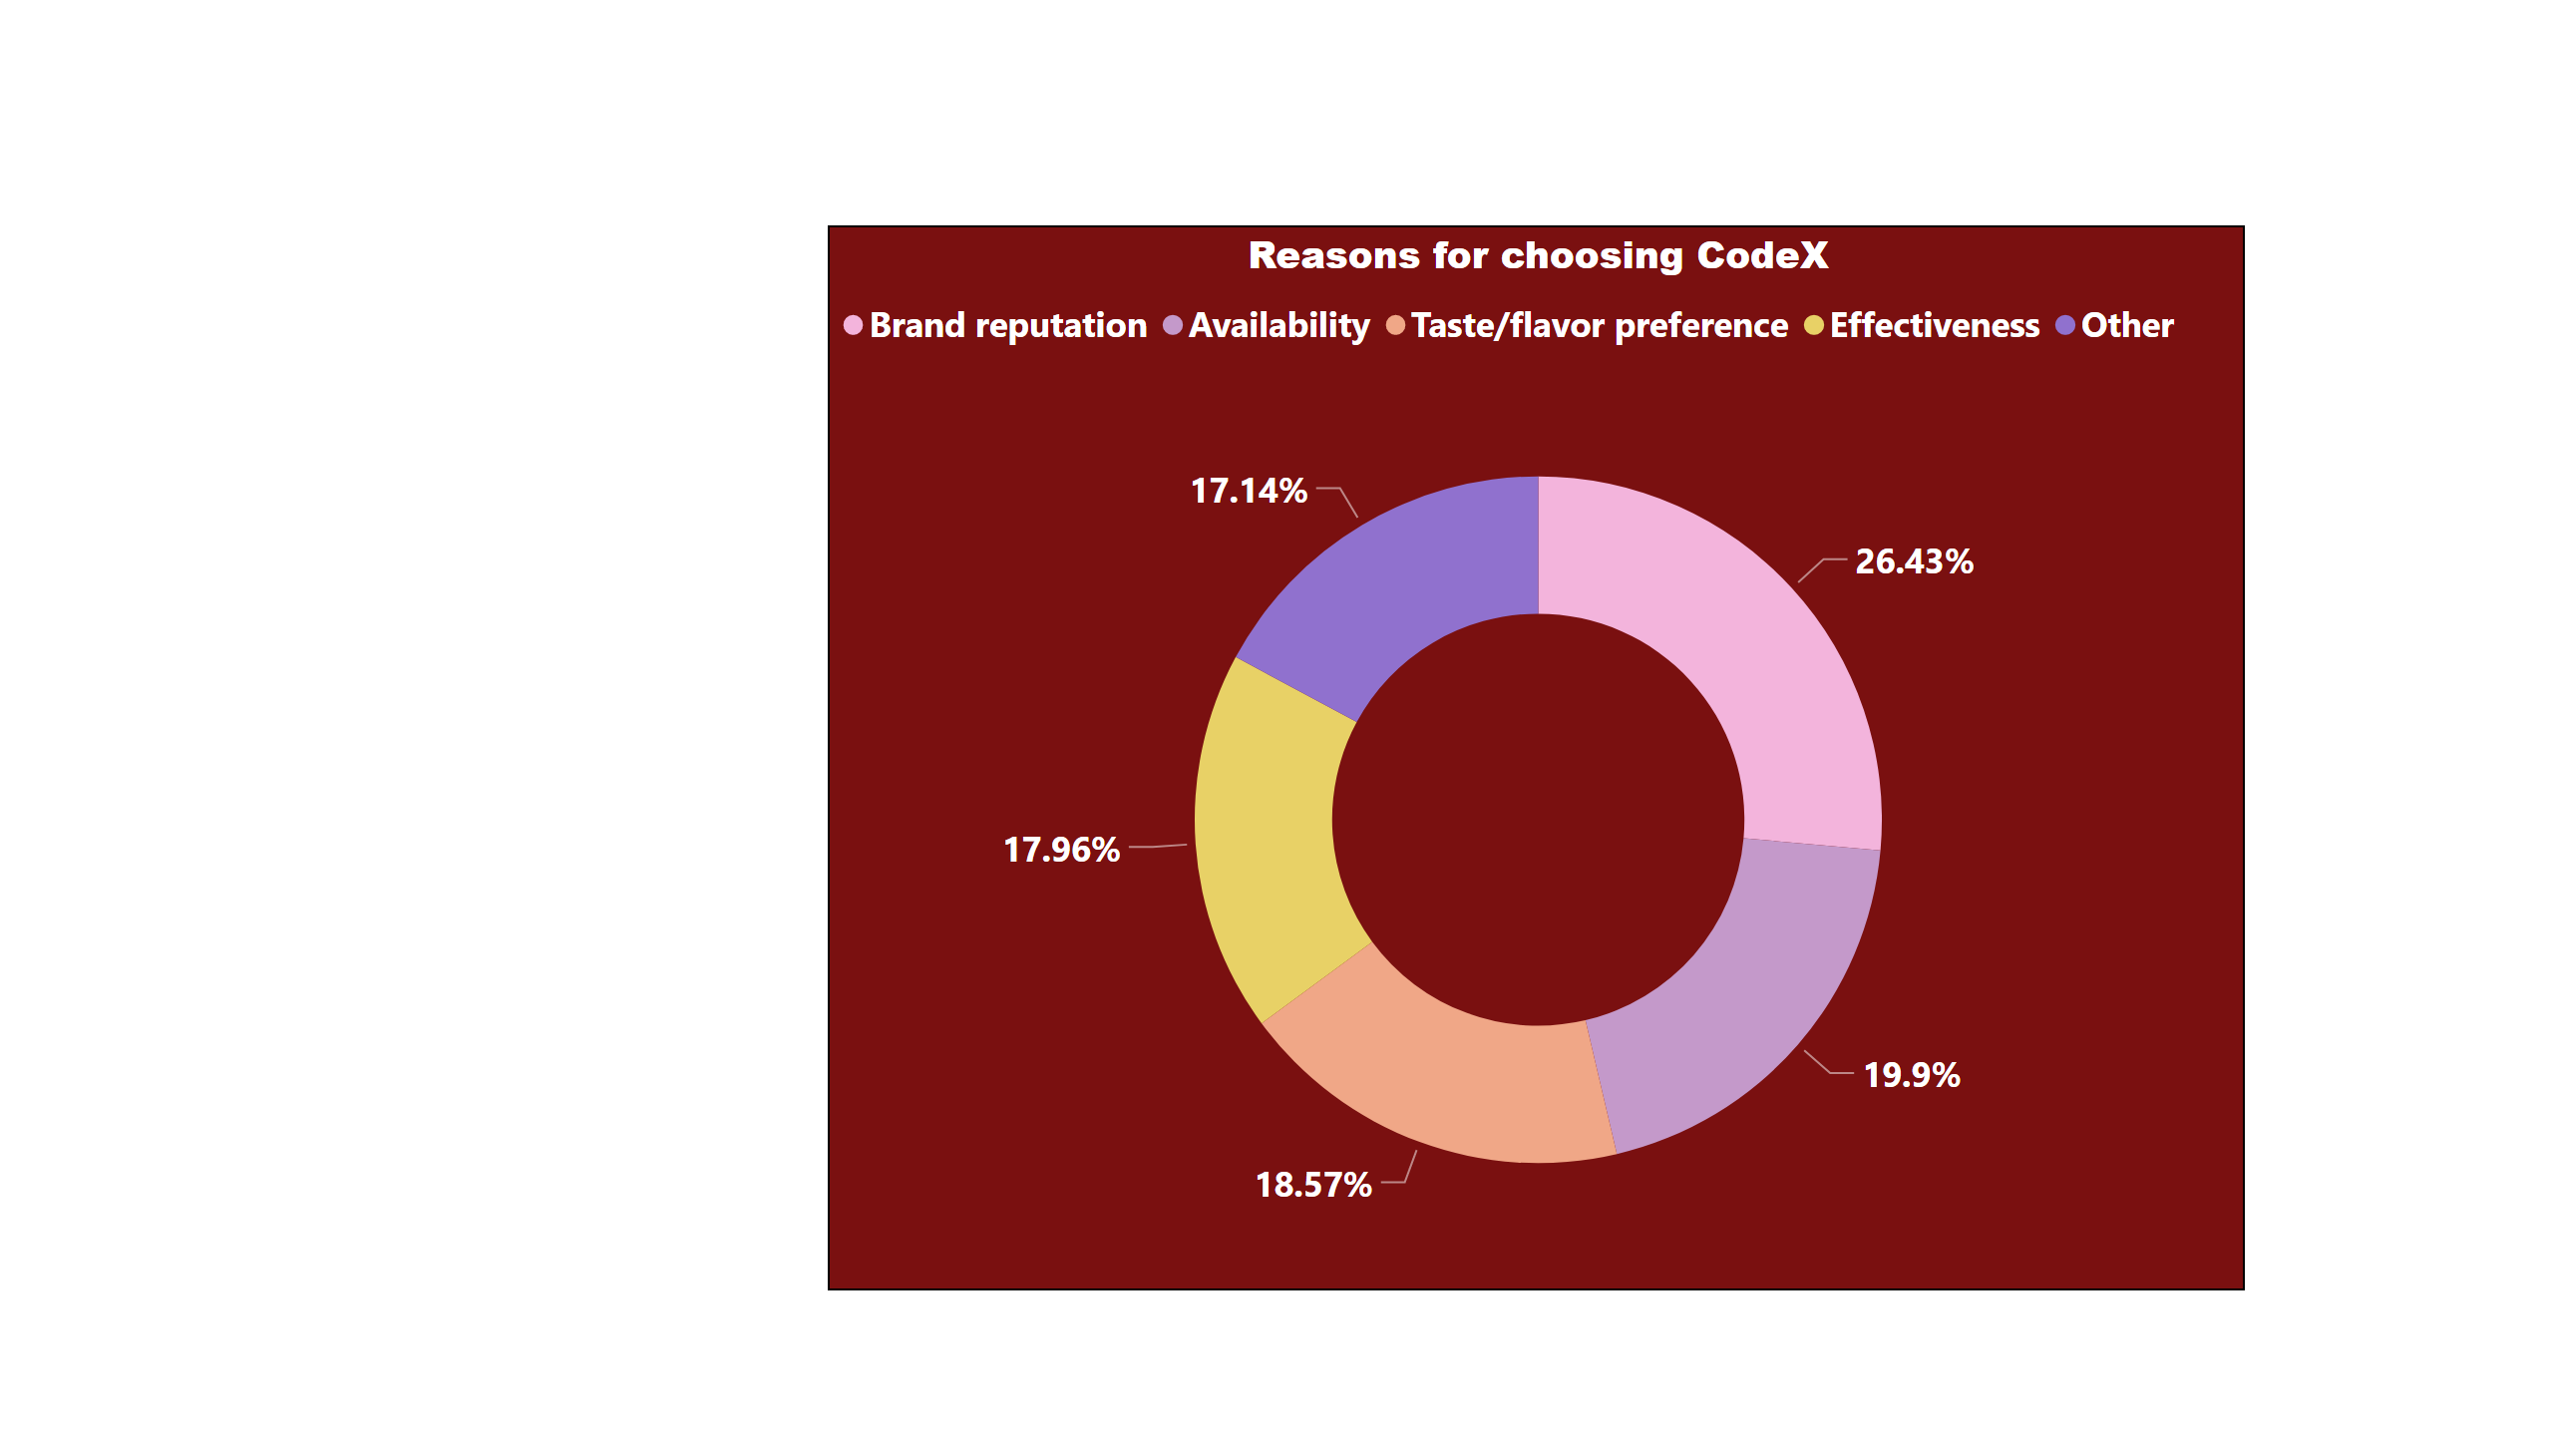 Reasons for choosing CodeX
Brand reputation Availability Taste/flavor preference Effectiveness Other
17.14%
26.43%
17.96%
19.9%
18.57%